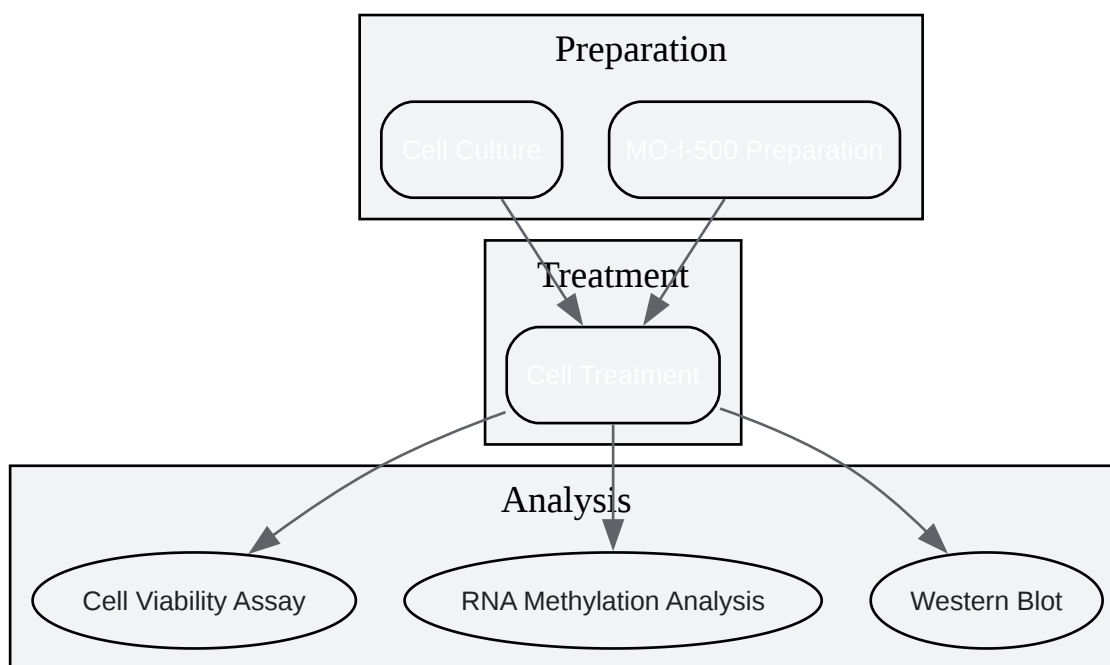 Preparation
Cell Culture
MO-I-500 Preparation
Treatment
Cell Treatment
Analysis
Cell Viability Assay
RNA Methylation Analysis
Western Blot